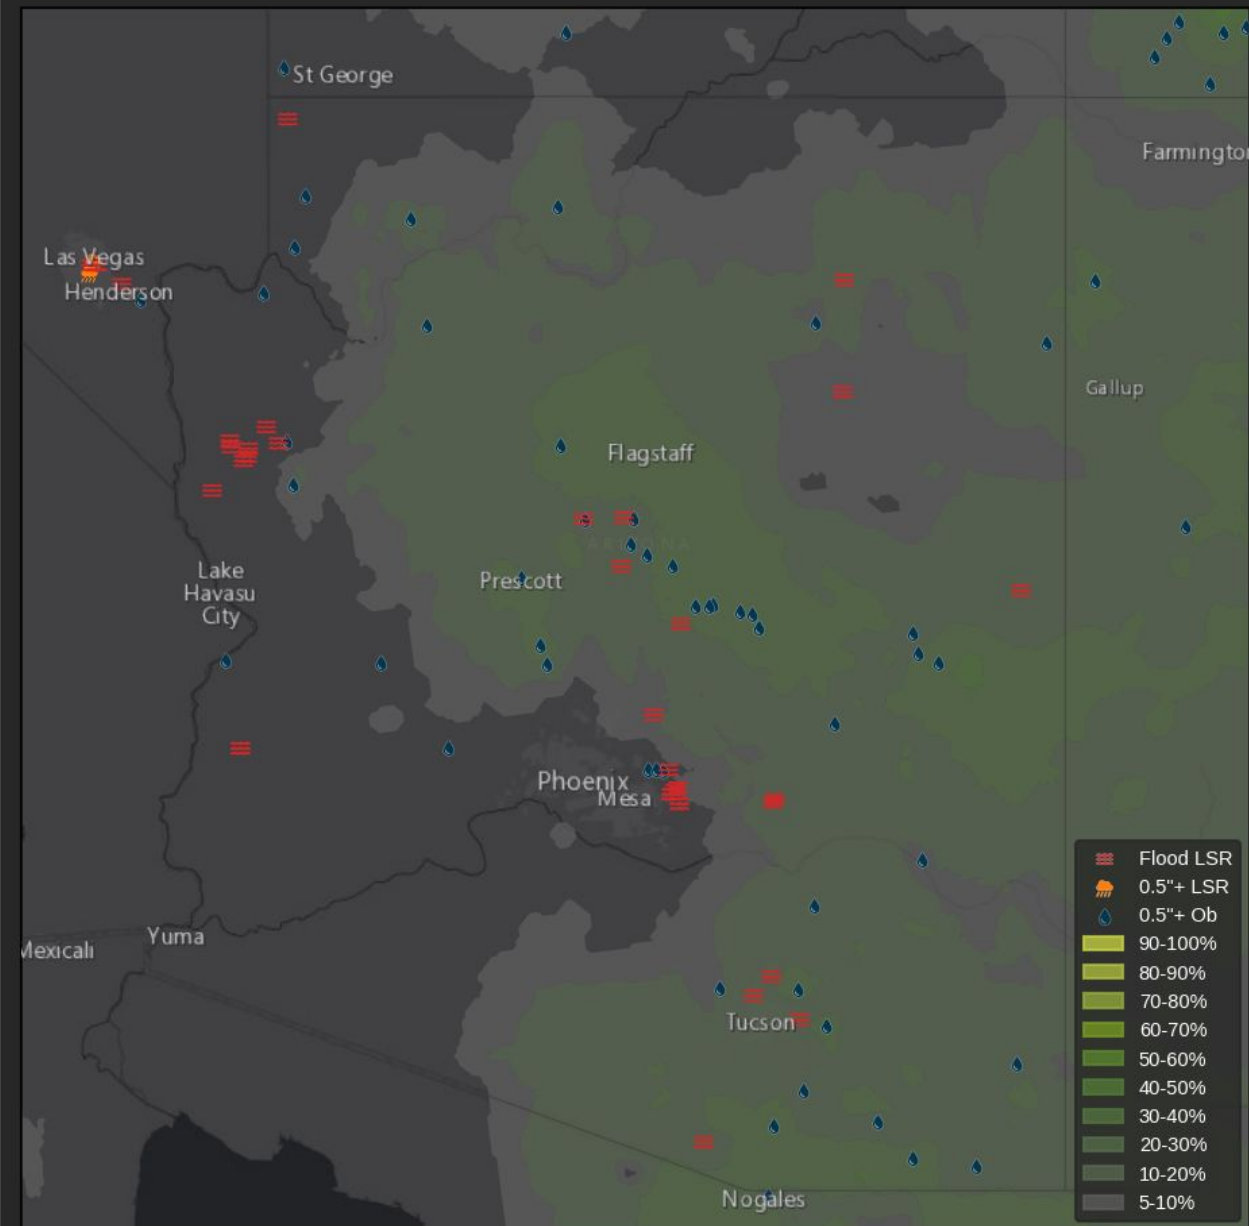 St George
Farmington
Las Vegas
Henderson
Gallup
Flagstaff
ARIZONA
Prescott
Lake
Havasu
City
Phoenix
Mesa
Yuma
Mexicali
Tucson
Nogales
Flood LSR
0.5"+ LSR
0.5"+ Ob
90-100%
80-90%
70-80%
60-70%
50-60%
40-50%
30-40%
20-30%
10-20%
5-10%